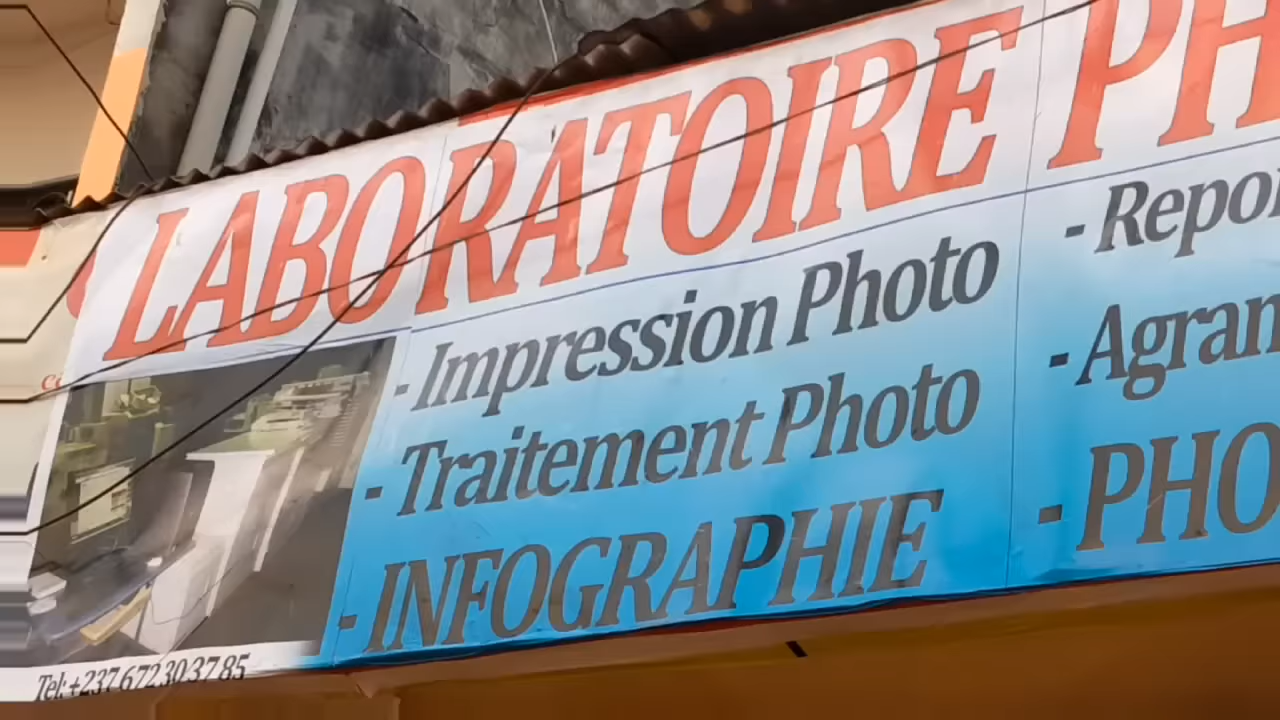 LABORATOIRE PH
- Impression Photo
- Traitement Photo
- INFOGRAPHIE
- Repor
- Agran
- PHO
Tel: +237 672 30 37 85